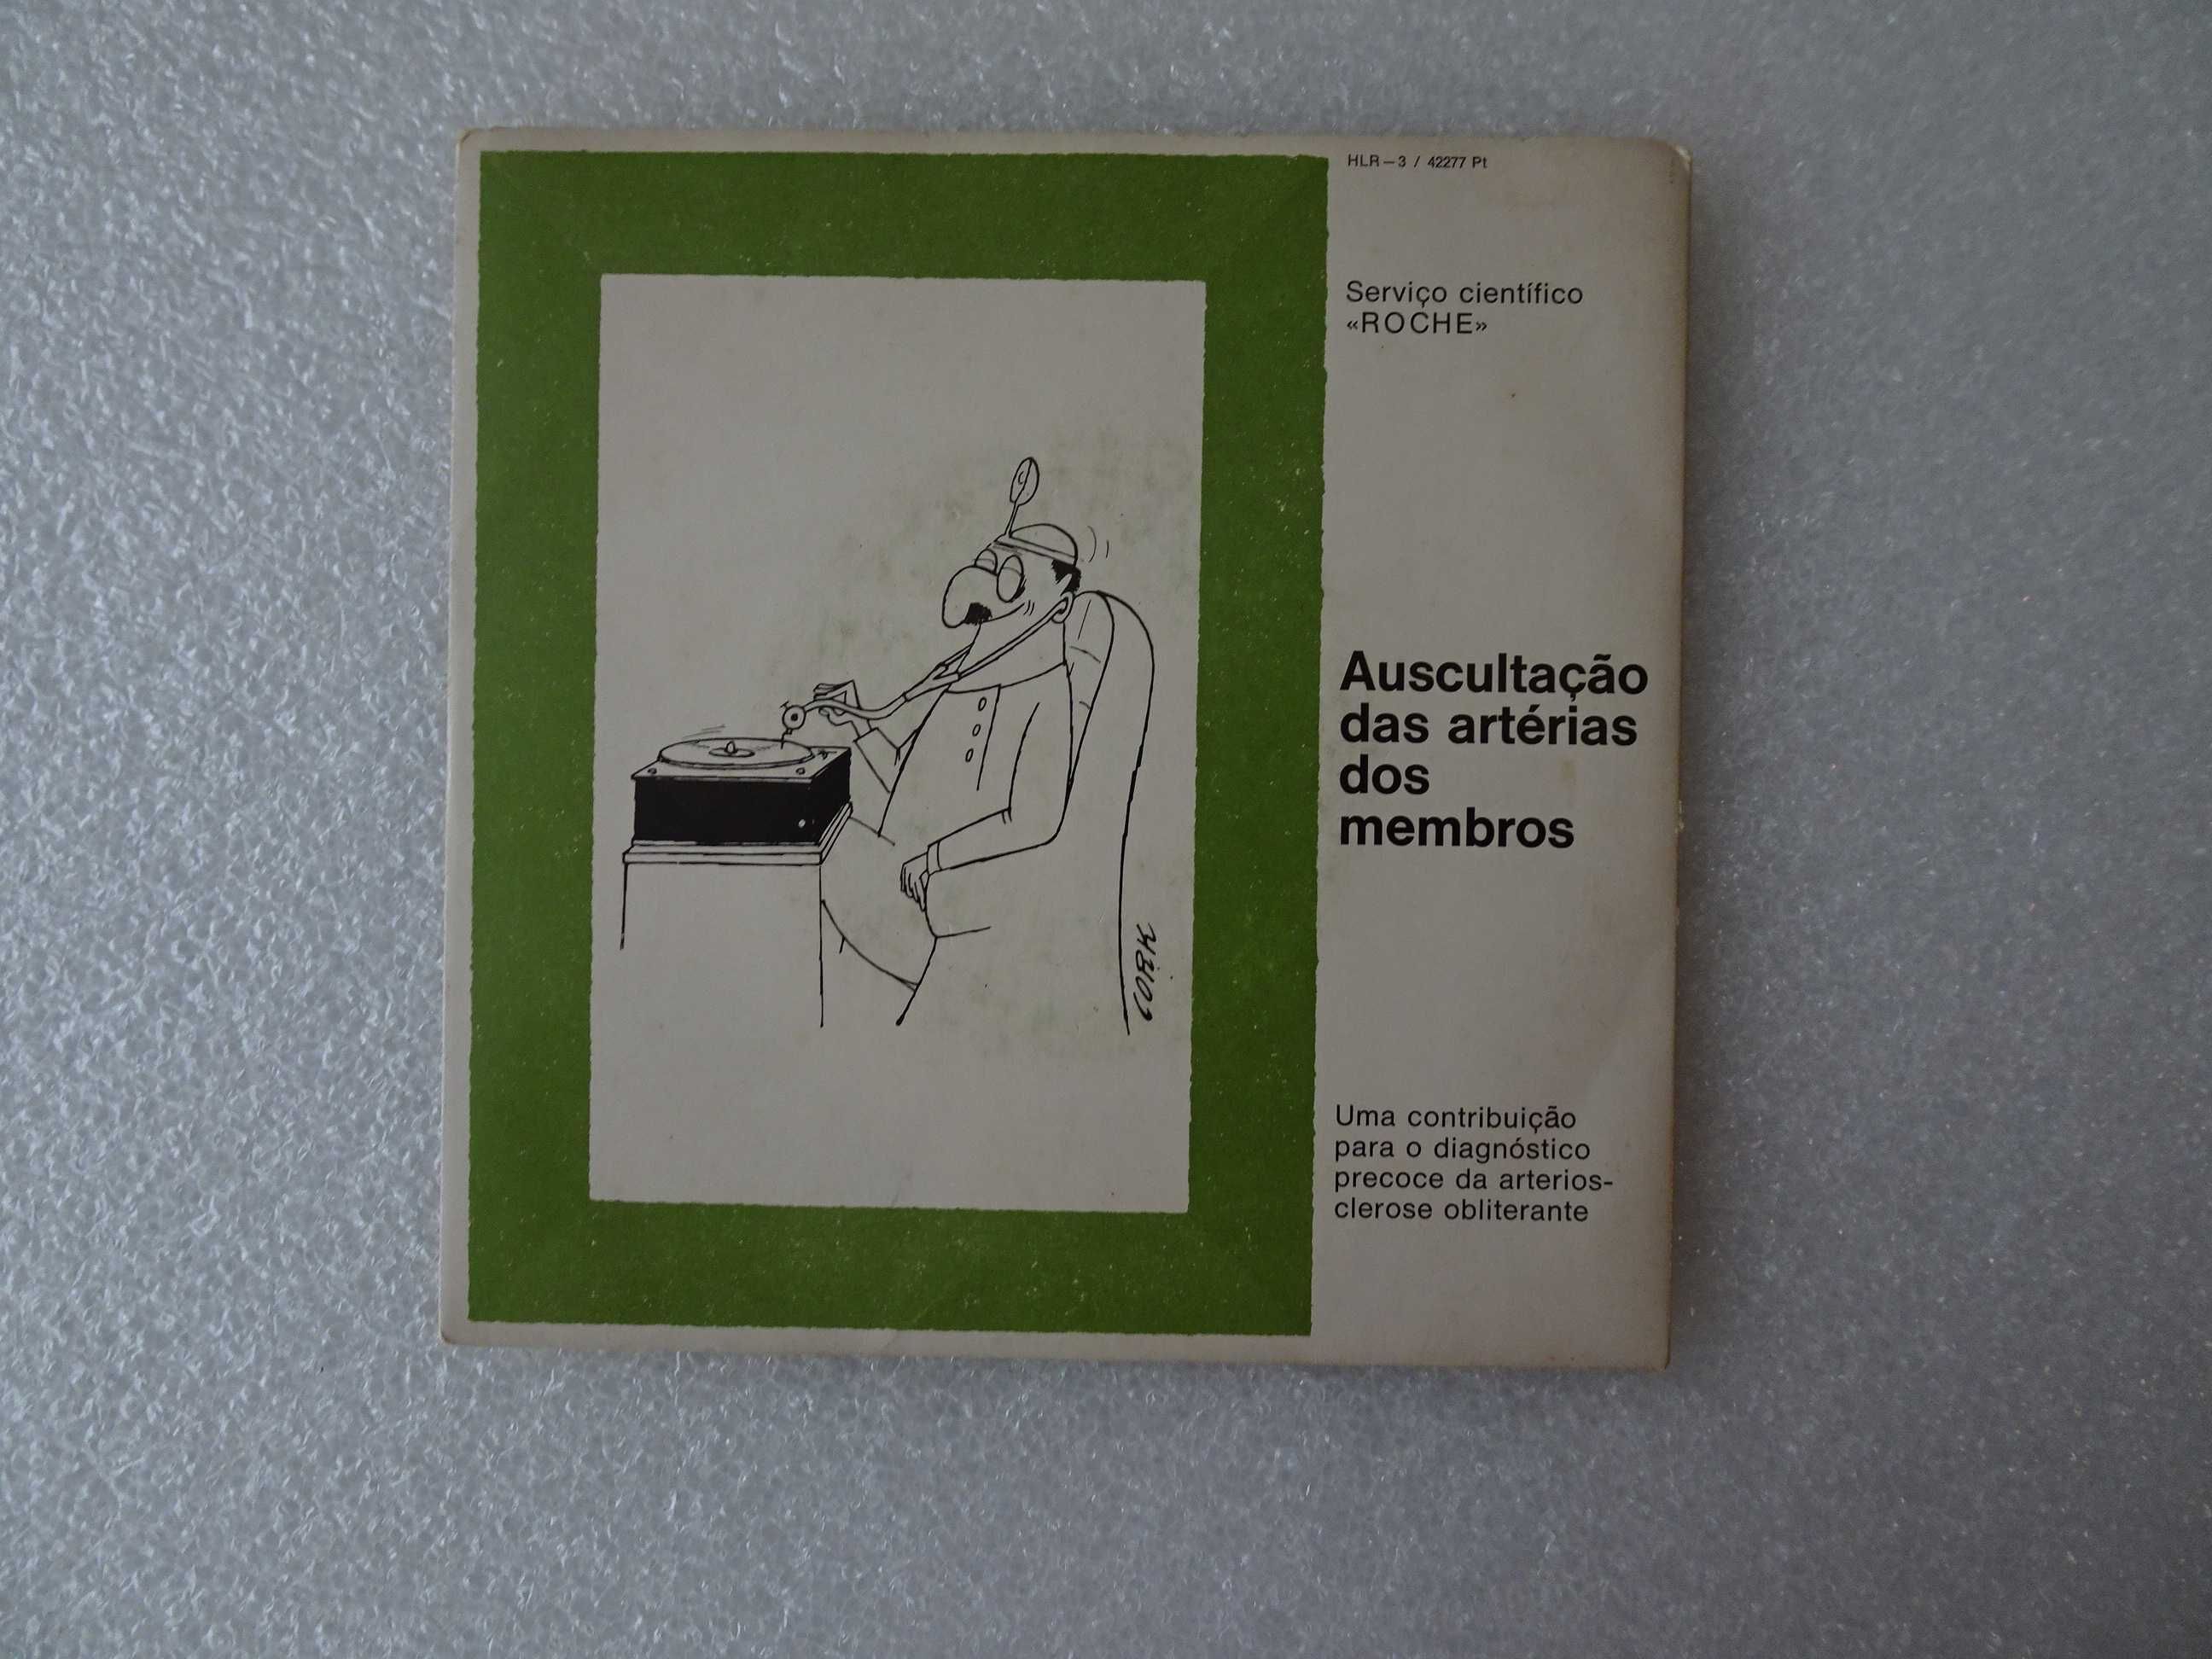 HLR–3 / 42277 Pt
Serviço científico
«ROCHE»
Auscultação
das artérias
dos
membros
Uma contribuição
para o diagnóstico
precoce da arterios-
clerose obliterante
CORK